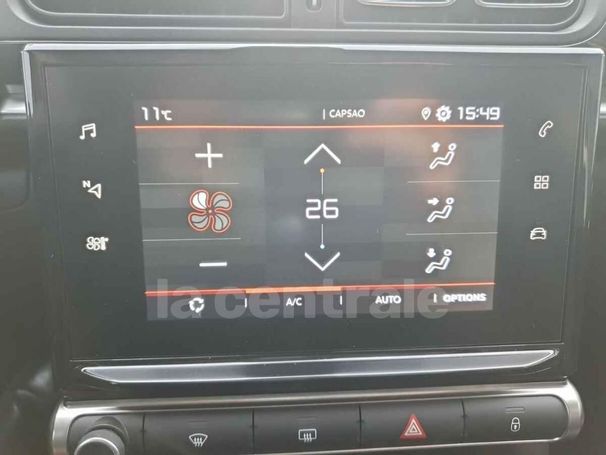 11°C | CAPSAO 15:49
N
26
| A/C | AUTO | OPTIONS
la centrale